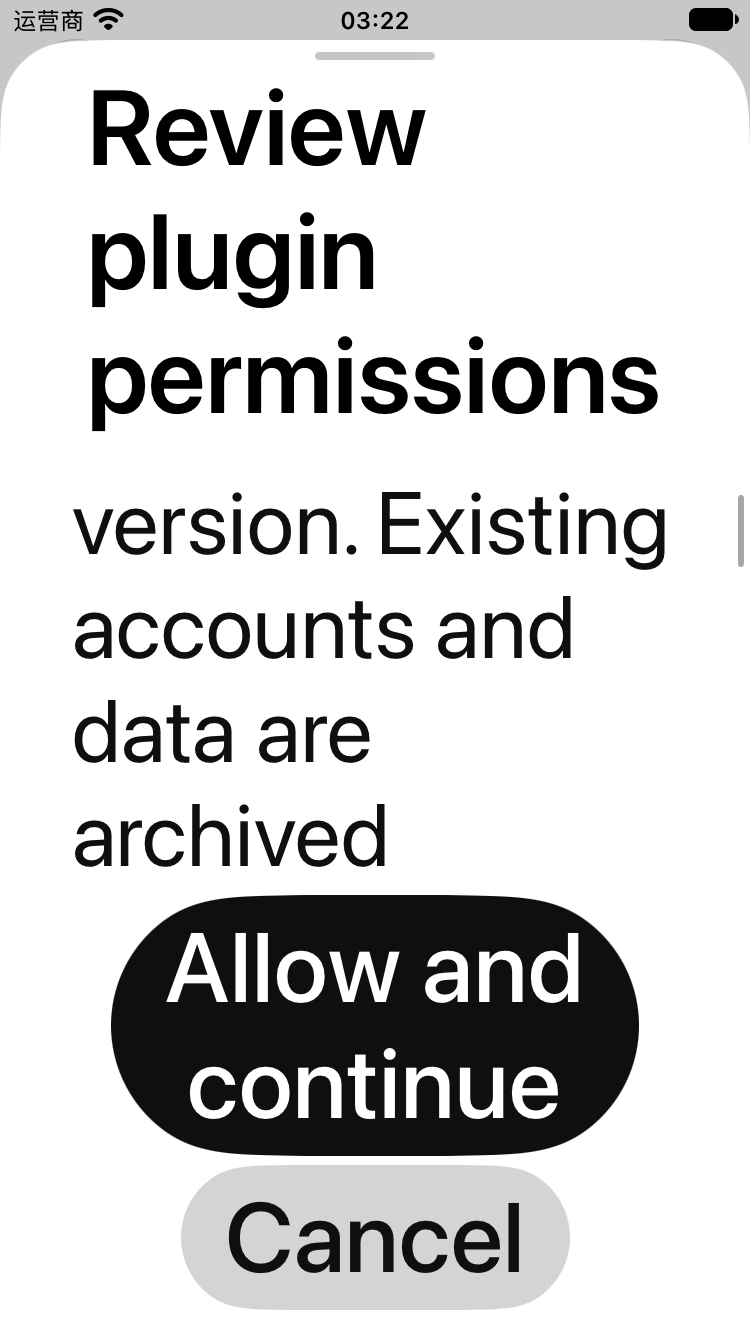 运营商
03:22
Review
plugin
permissions
version. Existing
accounts and
data are
archived
Allow and
continue
Cancel